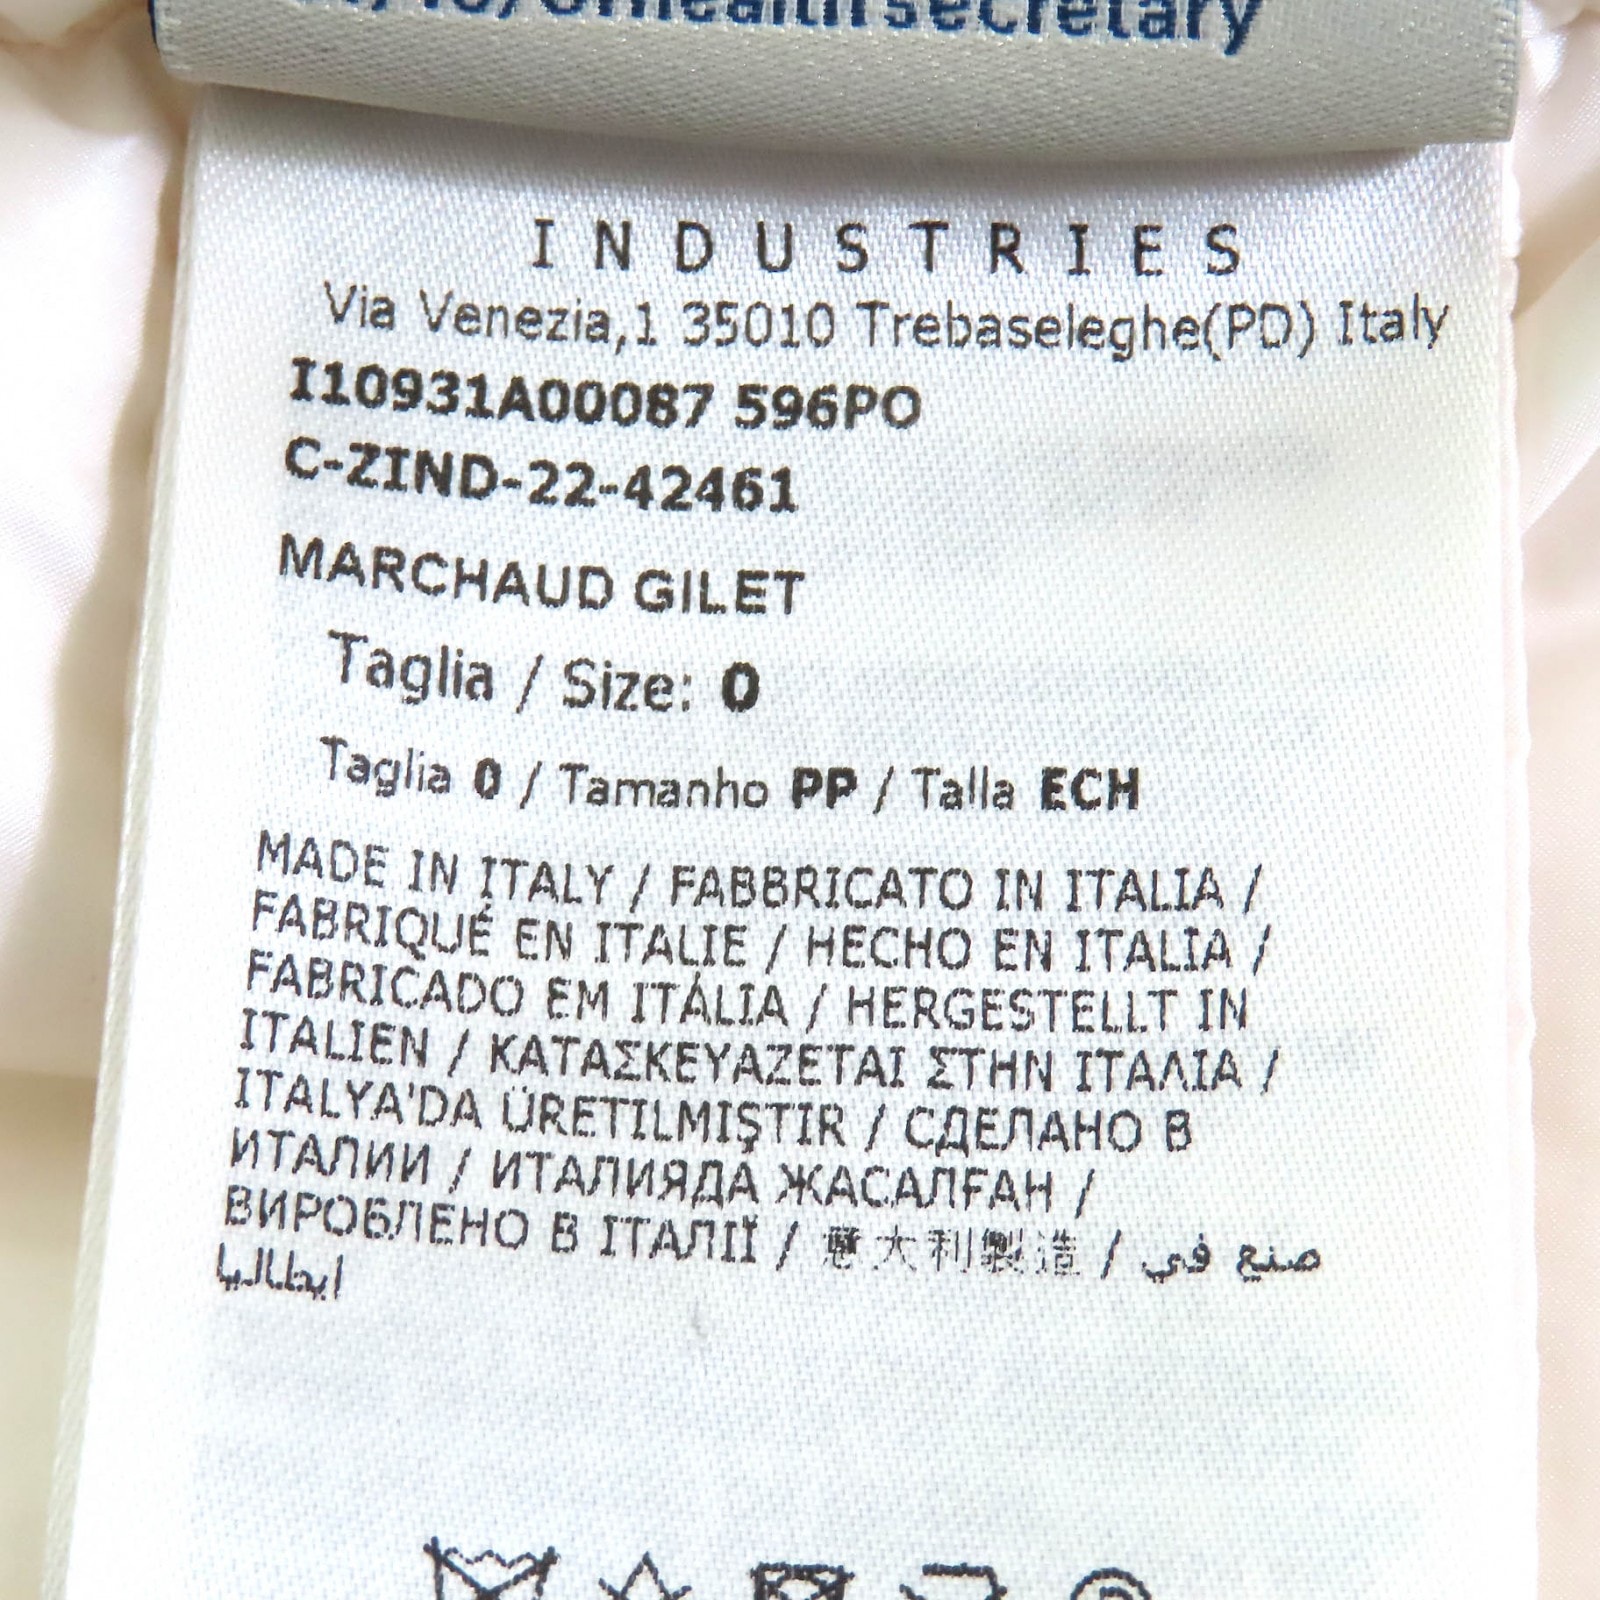 secretary
INDUSTRIES
Via Venezia,1 35010 Trebaseleghe(PD) Italy
I10931A00087 596PO
C-ZIND-22-42461
MARCHAUD GILET
Taglia / Size: 0
Taglia 0 / Tamanho PP / Talla ECH
MADE IN ITALY / FABBRICATO IN ITALIA /
FABRIQUÉ EN ITALIE / HECHO EN ITALIA /
FABRICADO EM ITÁLIA / HERGESTELLT IN
ITALIEN / ΚΑΤΑΣΚΕΥΑΖΕΤΑΙ ΣΤΗΝ ΙΤΑΛΙΑ /
ITALYA'DA ÜRETILMIŞTIR / СДЕЛАНО В
ИТАЛИИ / ИТАЛИЯДА ЖАСАЛҒАН /
ВИРОБЛЕНО В ІТАЛІЇ / 意大利製造 / صنع في
ايطاليا